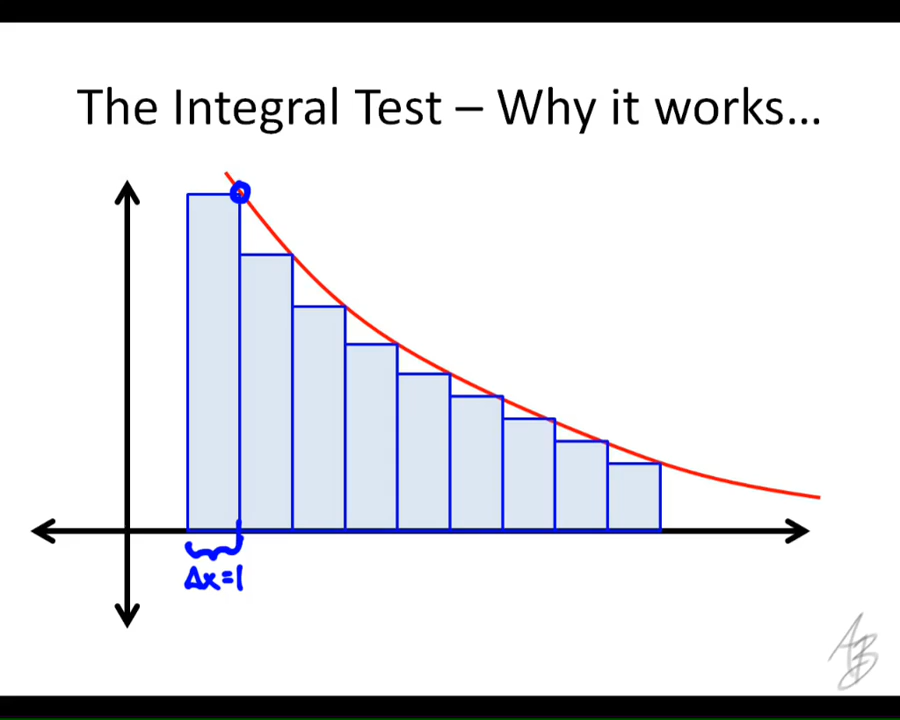 The Integral Test – Why it works...
Δx=1